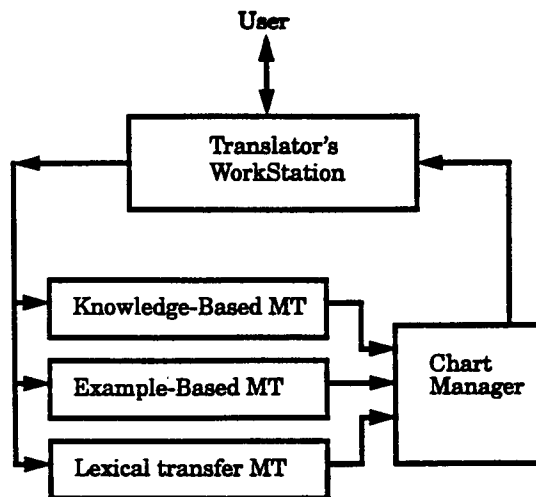 User
Translator's
WorkStation
Knowledge-Based MT
Example-Based MT
Lexical transfer MT
Chart
Manager